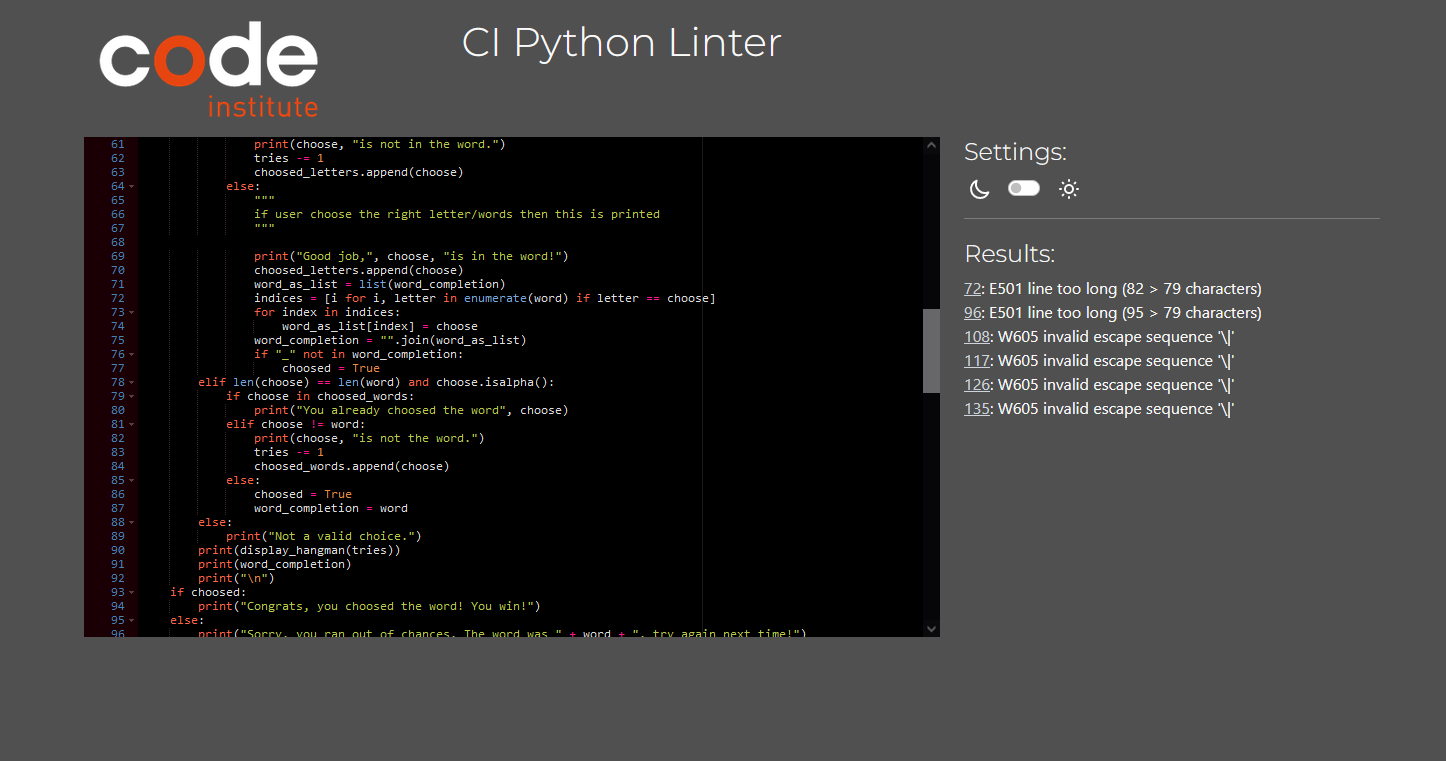 code
institute
CI Python Linter
61 print(choose, "is not in the word.")
62 tries -= 1
63 choosed_letters.append(choose)
64 else:
65 """
66 if user choose the right letter/words then this is printed
67 """
68
69 print("Good job,", choose, "is in the word!")
70 choosed_letters.append(choose)
71 word_as_list = list(word_completion)
72 indices = [i for i, letter in enumerate(word) if letter == choose]
73 for index in indices:
74 word_as_list[index] = choose
75 word_completion = "".join(word_as_list)
76 if "_" not in word_completion:
77 choosed = True
78 elif len(choose) == len(word) and choose.isalpha():
79 if choose in choosed_words:
80 print("You already choosed the word", choose)
81 elif choose != word:
82 print(choose, "is not the word.")
83 tries -= 1
84 choosed_words.append(choose)
85 else:
86 choosed = True
87 word_completion = word
88 else:
89 print("Not a valid choice.")
90 print(display_hangman(tries))
91 print(word_completion)
92 print("\n")
93 if choosed:
94 print("Congrats, you choosed the word! You win!")
95 else:
96 print("Sorry, you ran out of chances. The word was " + word + ". try again next time!")
Settings:
Results:
72: E501 line too long (82 > 79 characters)
96: E501 line too long (95 > 79 characters)
108: W605 invalid escape sequence '\|'
117: W605 invalid escape sequence '\|'
126: W605 invalid escape sequence '\|'
135: W605 invalid escape sequence '\|'